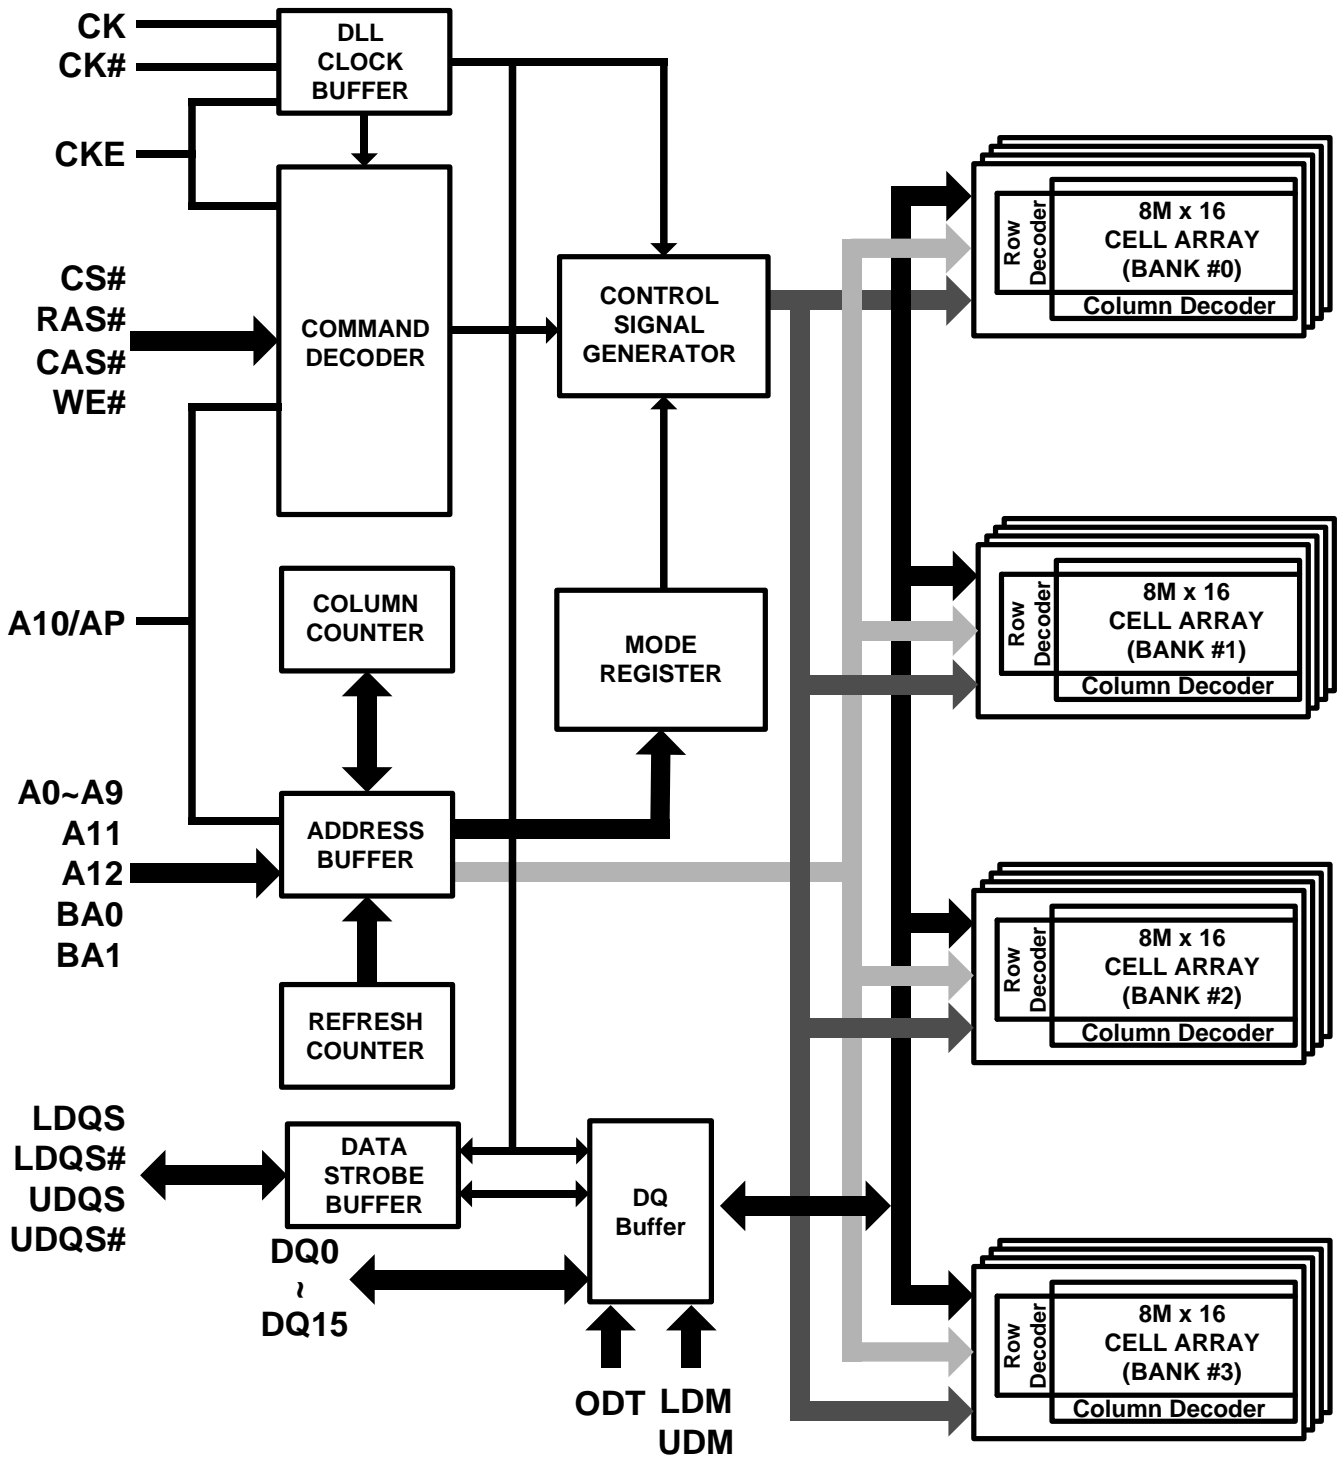 CK
CK#
CKE
DLL
CLOCK
BUFFER
CS#
RAS#
CAS#
WE#
COMMAND
DECODER
CONTROL
SIGNAL
GENERATOR
A10/AP
COLUMN
COUNTER
MODE
REGISTER
A0~A9
A11
A12
BA0
BA1
ADDRESS
BUFFER
REFRESH
COUNTER
LDQS
LDQS#
UDQS
UDQS#
DATA
STROBE
BUFFER
DQ
Buffer
DQ0
~
DQ15
ODT
LDM
UDM
Row
Decoder
8M x 16
CELL ARRAY
(BANK #0)
Column Decoder
Row
Decoder
8M x 16
CELL ARRAY
(BANK #1)
Column Decoder
Row
Decoder
8M x 16
CELL ARRAY
(BANK #2)
Column Decoder
Row
Decoder
8M x 16
CELL ARRAY
(BANK #3)
Column Decoder